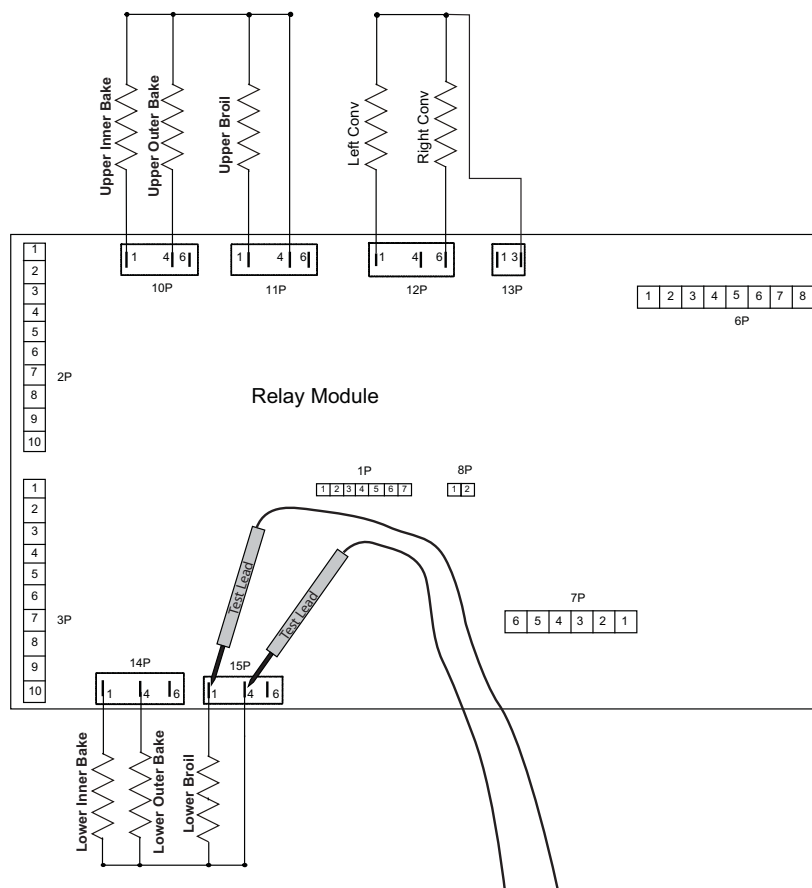 Upper Inner Bake
Upper Outer Bake
Upper Broil
Left Conv
Right Conv
1 4 6
10P
1 4 6
11P
1 4 6
12P
1 3
13P
1
2
3
4
5
6
7
8
9
10
2P
1 2 3 4 5 6 7 8
6P
Relay Module
1P
1 2 3 4 5 6 7
8P
1 2
1
2
3
4
5
6
7
8
9
10
3P
Test Lead
Test Lead
7P
6 5 4 3 2 1
14P
1 4 6
15P
1 4 6
Lower Inner Bake
Lower Outer Bake
Lower Broil